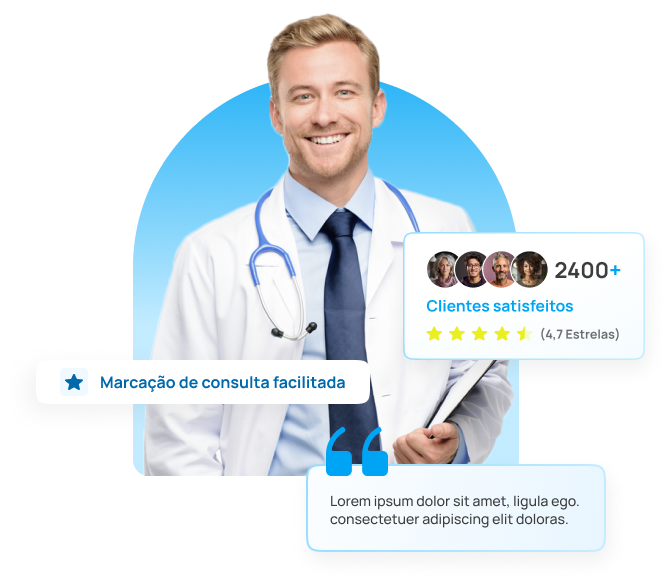 2400+
Clientes satisfeitos
(4,7 Estrelas)
Marcação de consulta facilitada
Lorem ipsum dolor sit amet, ligula ego.
consectetuer adipiscing elit doloras.